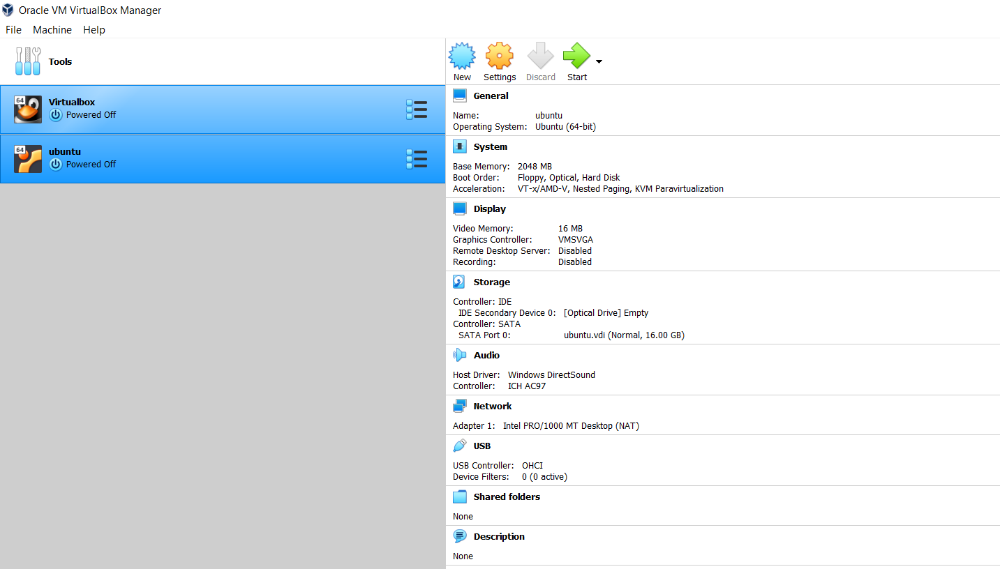 Oracle VM VirtualBox Manager
File Machine Help
Tools
New Settings Discard Start
64
Virtualbox
Powered Off
64
ubuntu
Powered Off
General
Name: ubuntu
Operating System: Ubuntu (64-bit)
System
Base Memory: 2048 MB
Boot Order: Floppy, Optical, Hard Disk
Acceleration: VT-x/AMD-V, Nested Paging, KVM Paravirtualization
Display
Video Memory: 16 MB
Graphics Controller: VMSVGA
Remote Desktop Server: Disabled
Recording: Disabled
Storage
Controller: IDE
IDE Secondary Device 0: [Optical Drive] Empty
Controller: SATA
SATA Port 0: ubuntu.vdi (Normal, 16.00 GB)
Audio
Host Driver: Windows DirectSound
Controller: ICH AC97
Network
Adapter 1: Intel PRO/1000 MT Desktop (NAT)
USB
USB Controller: OHCI
Device Filters: 0 (0 active)
Shared folders
None
Description
None